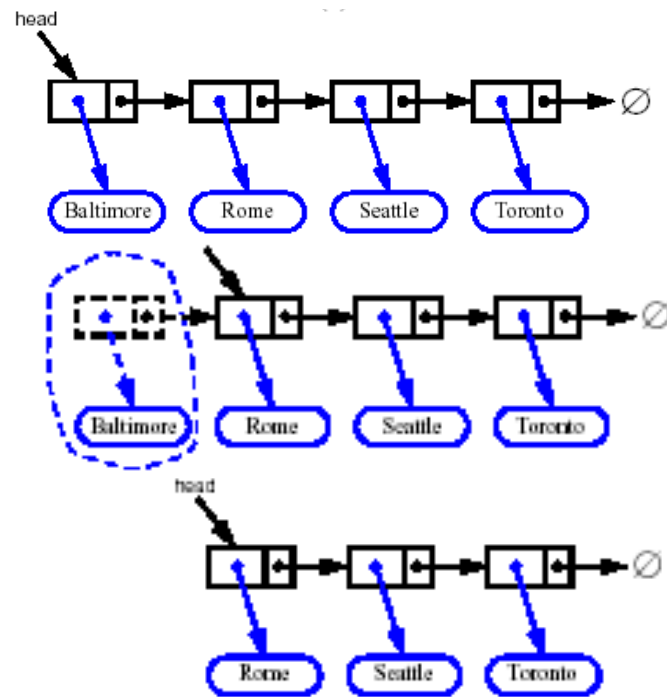 head
∅
Baltimore Rome Seattle Toronto
∅
Baltimore Rome Seattle Toronto
head
∅
Rome Seattle Toronto